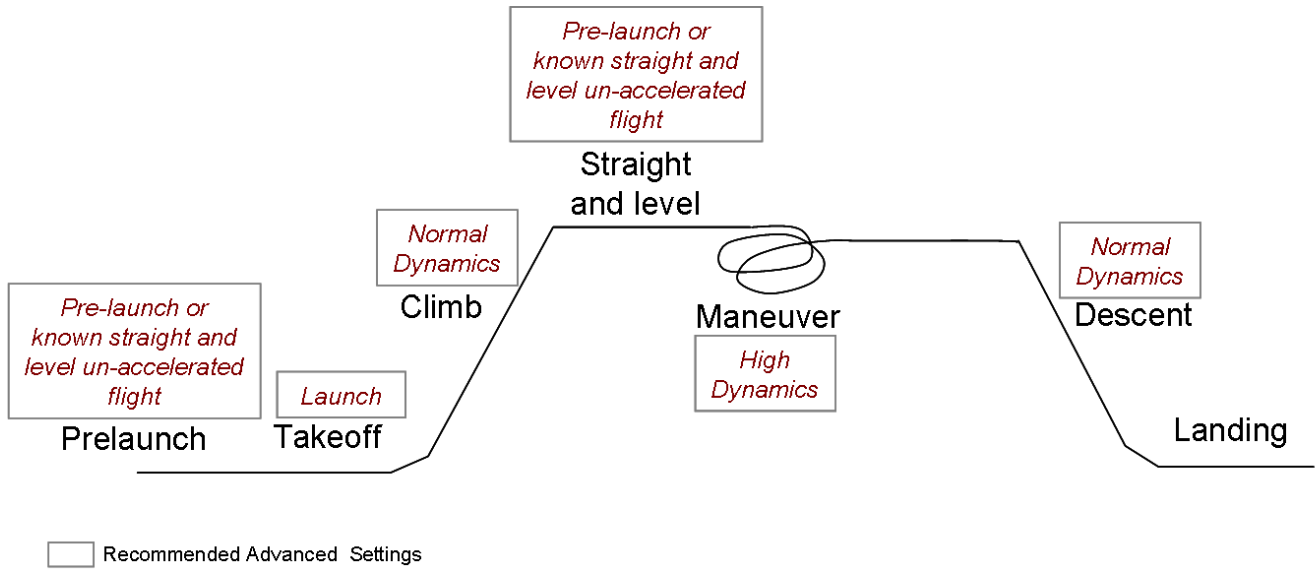 Pre-launch or
known straight and
level un-accelerated
flight
Straight
and level
Normal
Dynamics
Climb
Normal
Dynamics
Descent
Pre-launch or
known straight and
level un-accelerated
flight
Prelaunch
Launch
Takeoff
Maneuver
High
Dynamics
Landing
Recommended Advanced Settings